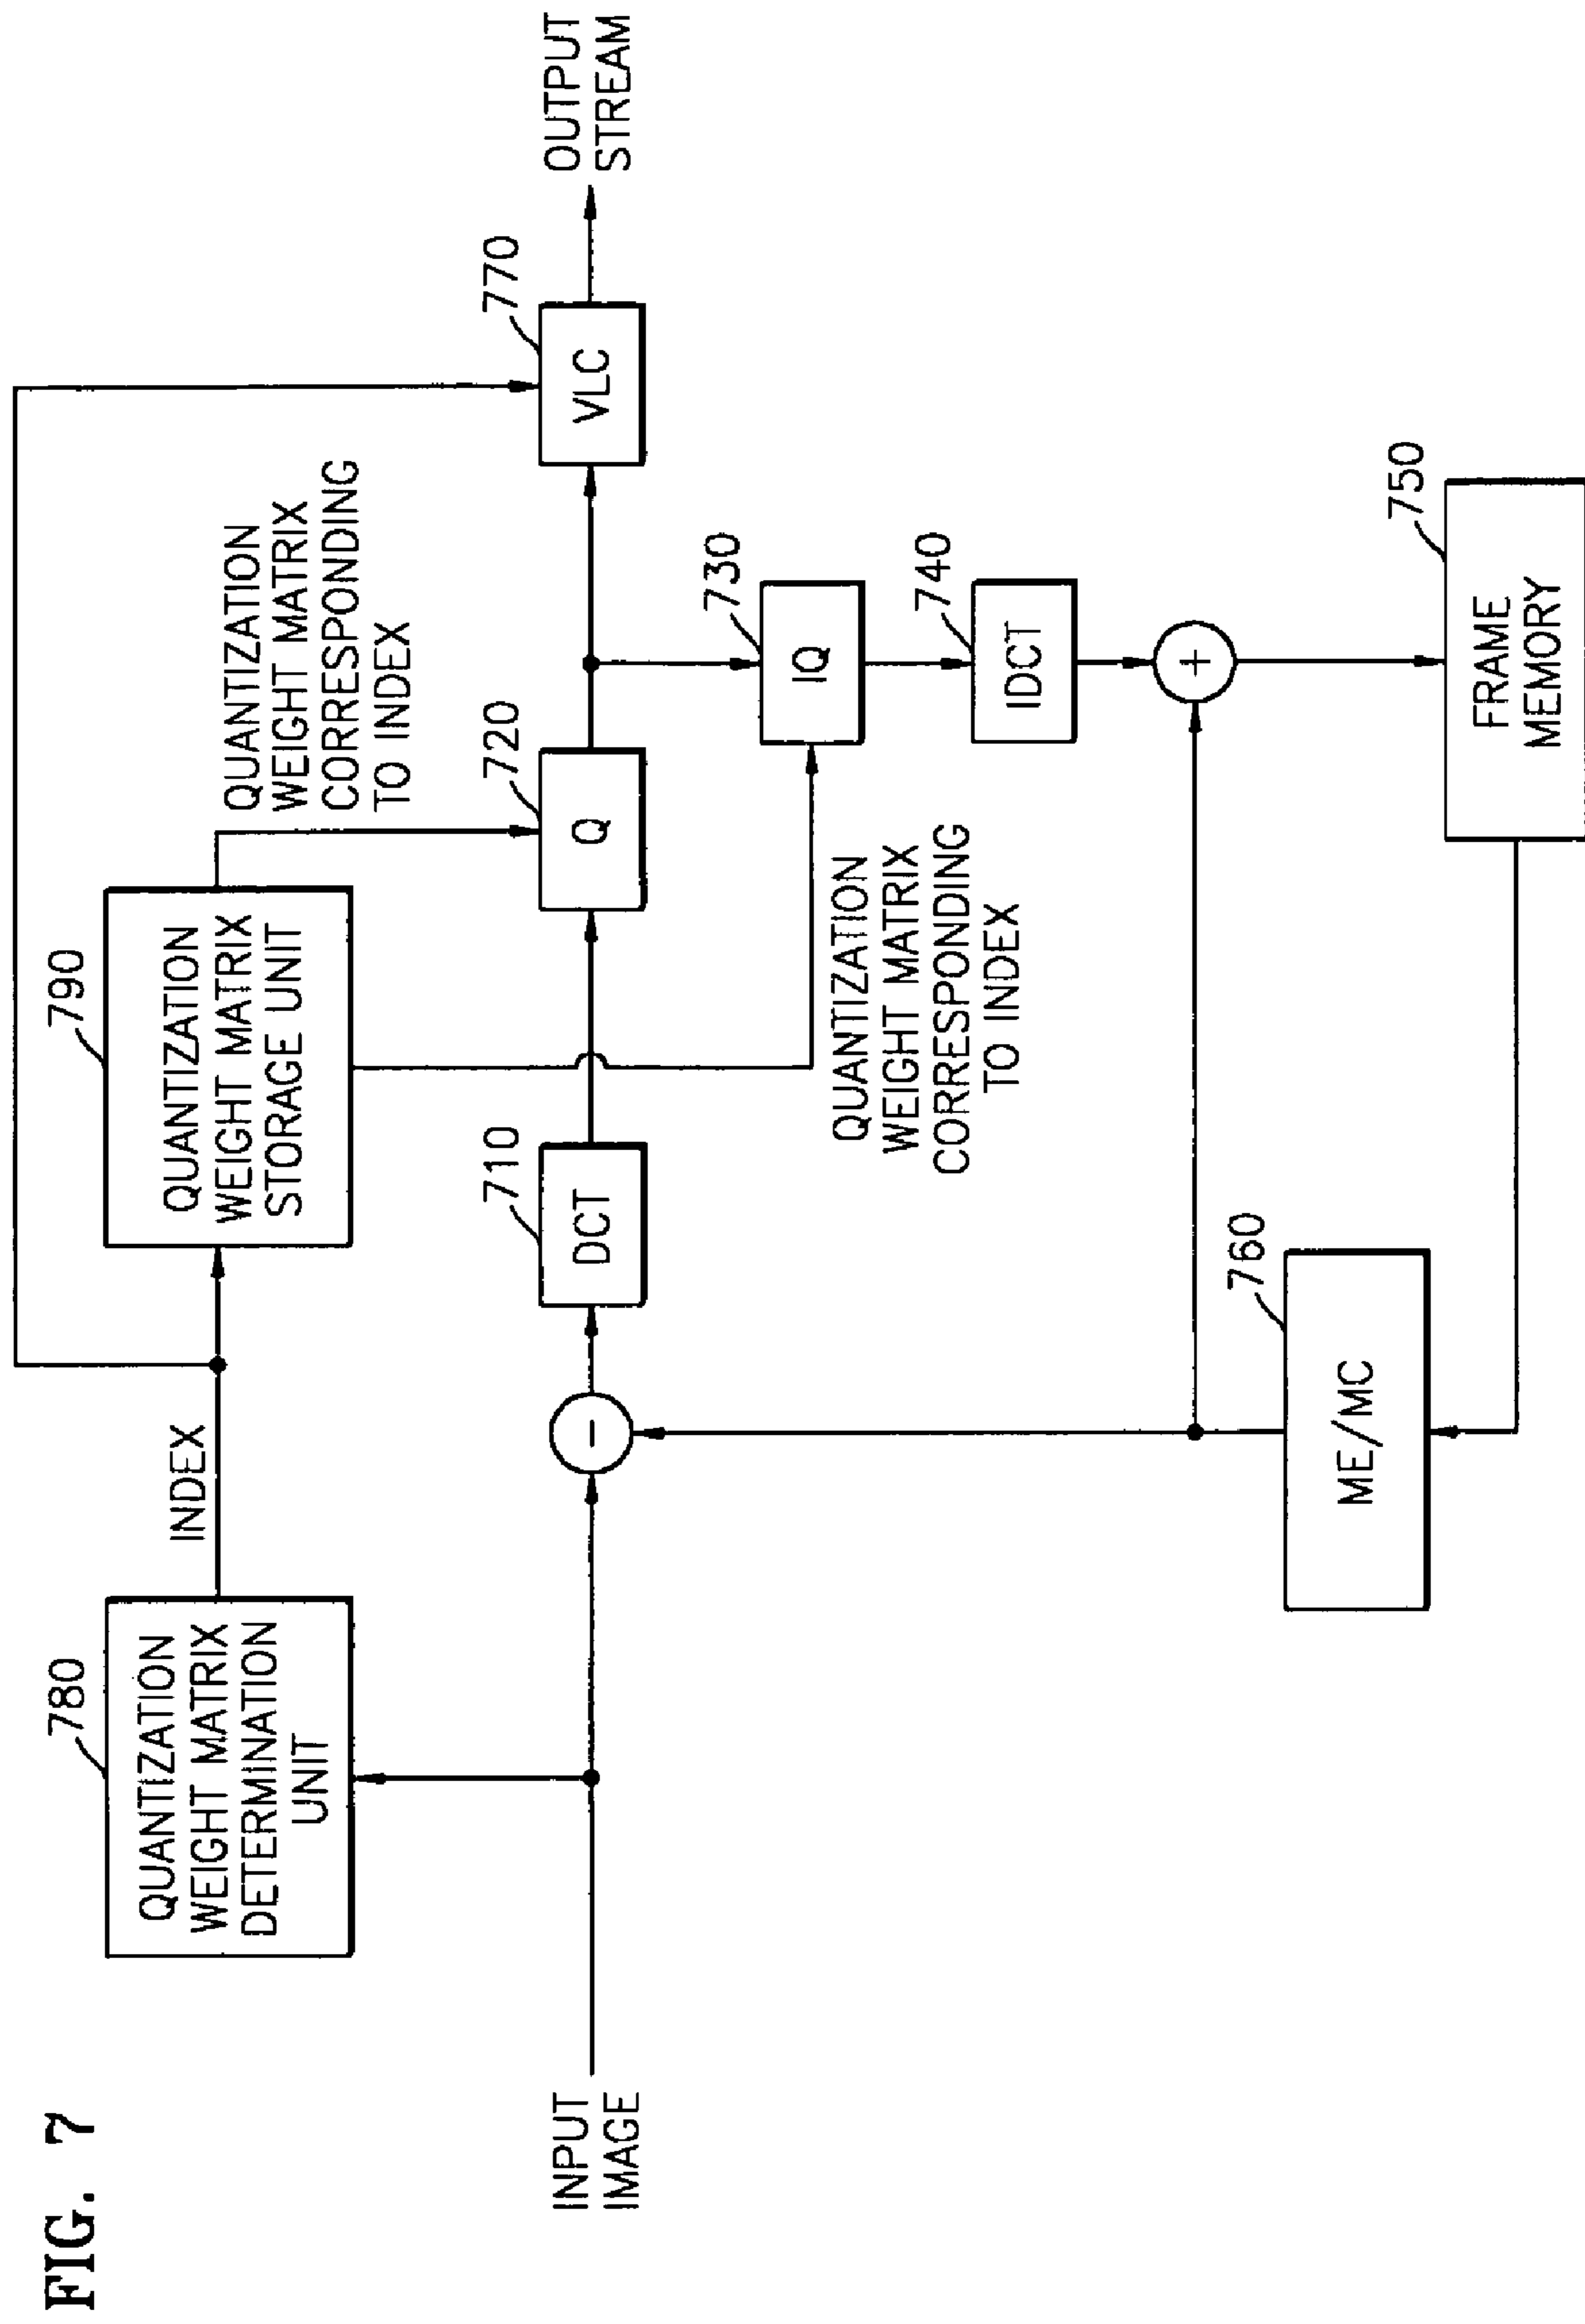 FIG. 7
780
QUANTIZATION
WEIGHT MATRIX
DETERMINATION
UNIT
INDEX
790
QUANTIZATION
WEIGHT MATRIX
STORAGE UNIT
QUANTIZATION
WEIGHT MATRIX
CORRESPONDING
TO INDEX
INPUT
IMAGE
-
710
DCT
720
Q
770
VLC
OUTPUT
STREAM
QUANTIZATION
WEIGHT MATRIX
CORRESPONDING
TO INDEX
730
IQ
740
IDCT
+
760
ME/MC
750
FRAME
MEMORY